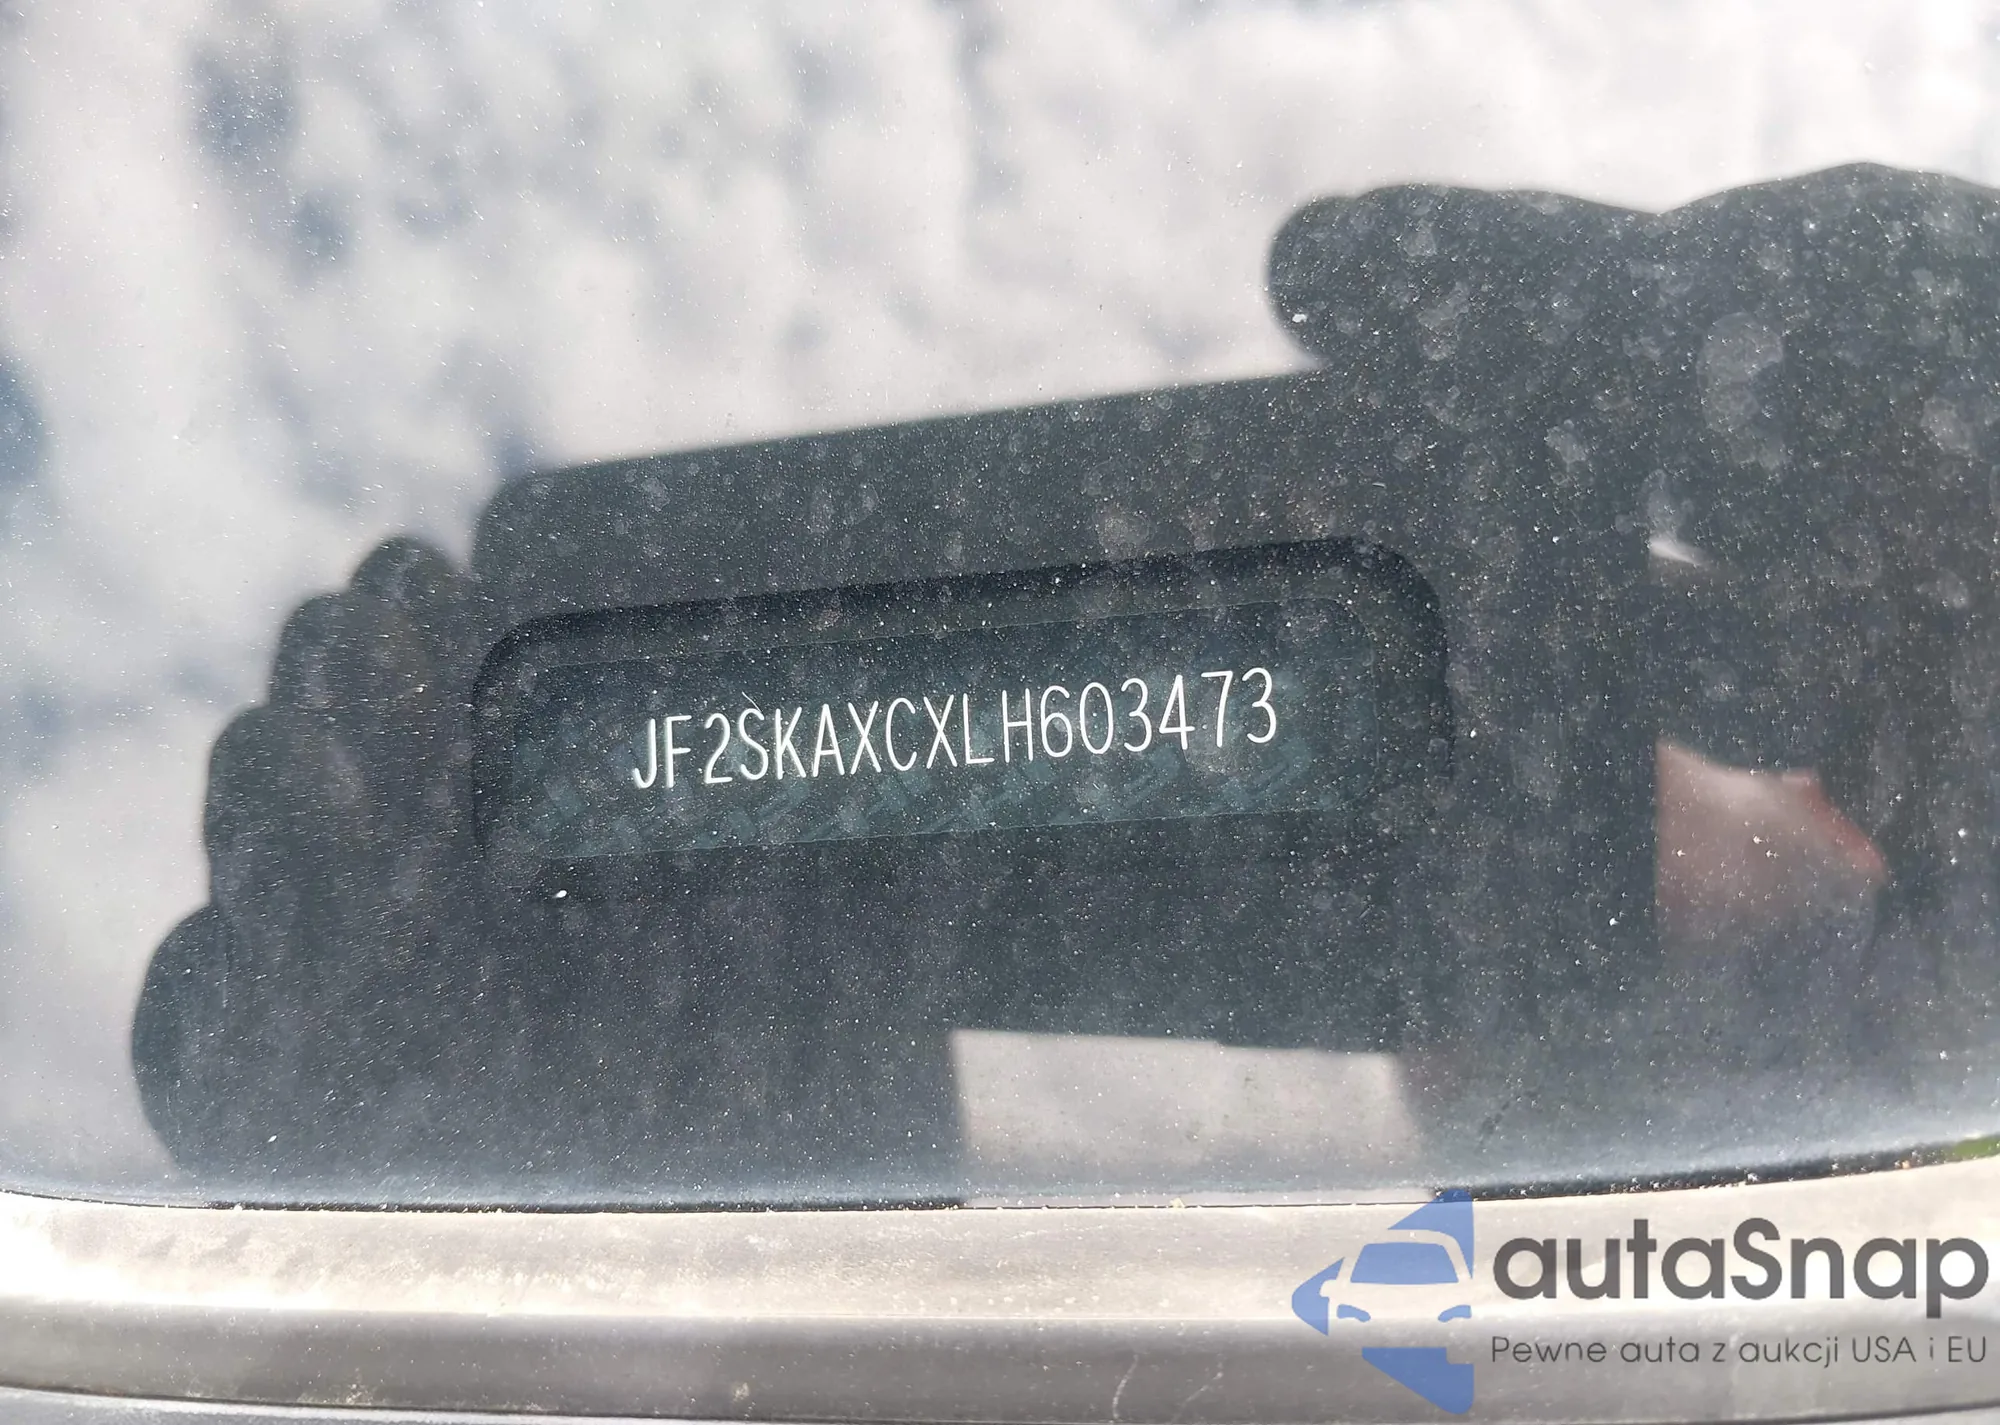 JF2SKAXCXLH603473
autaSnap
Pewne auta z aukcji USA i EU